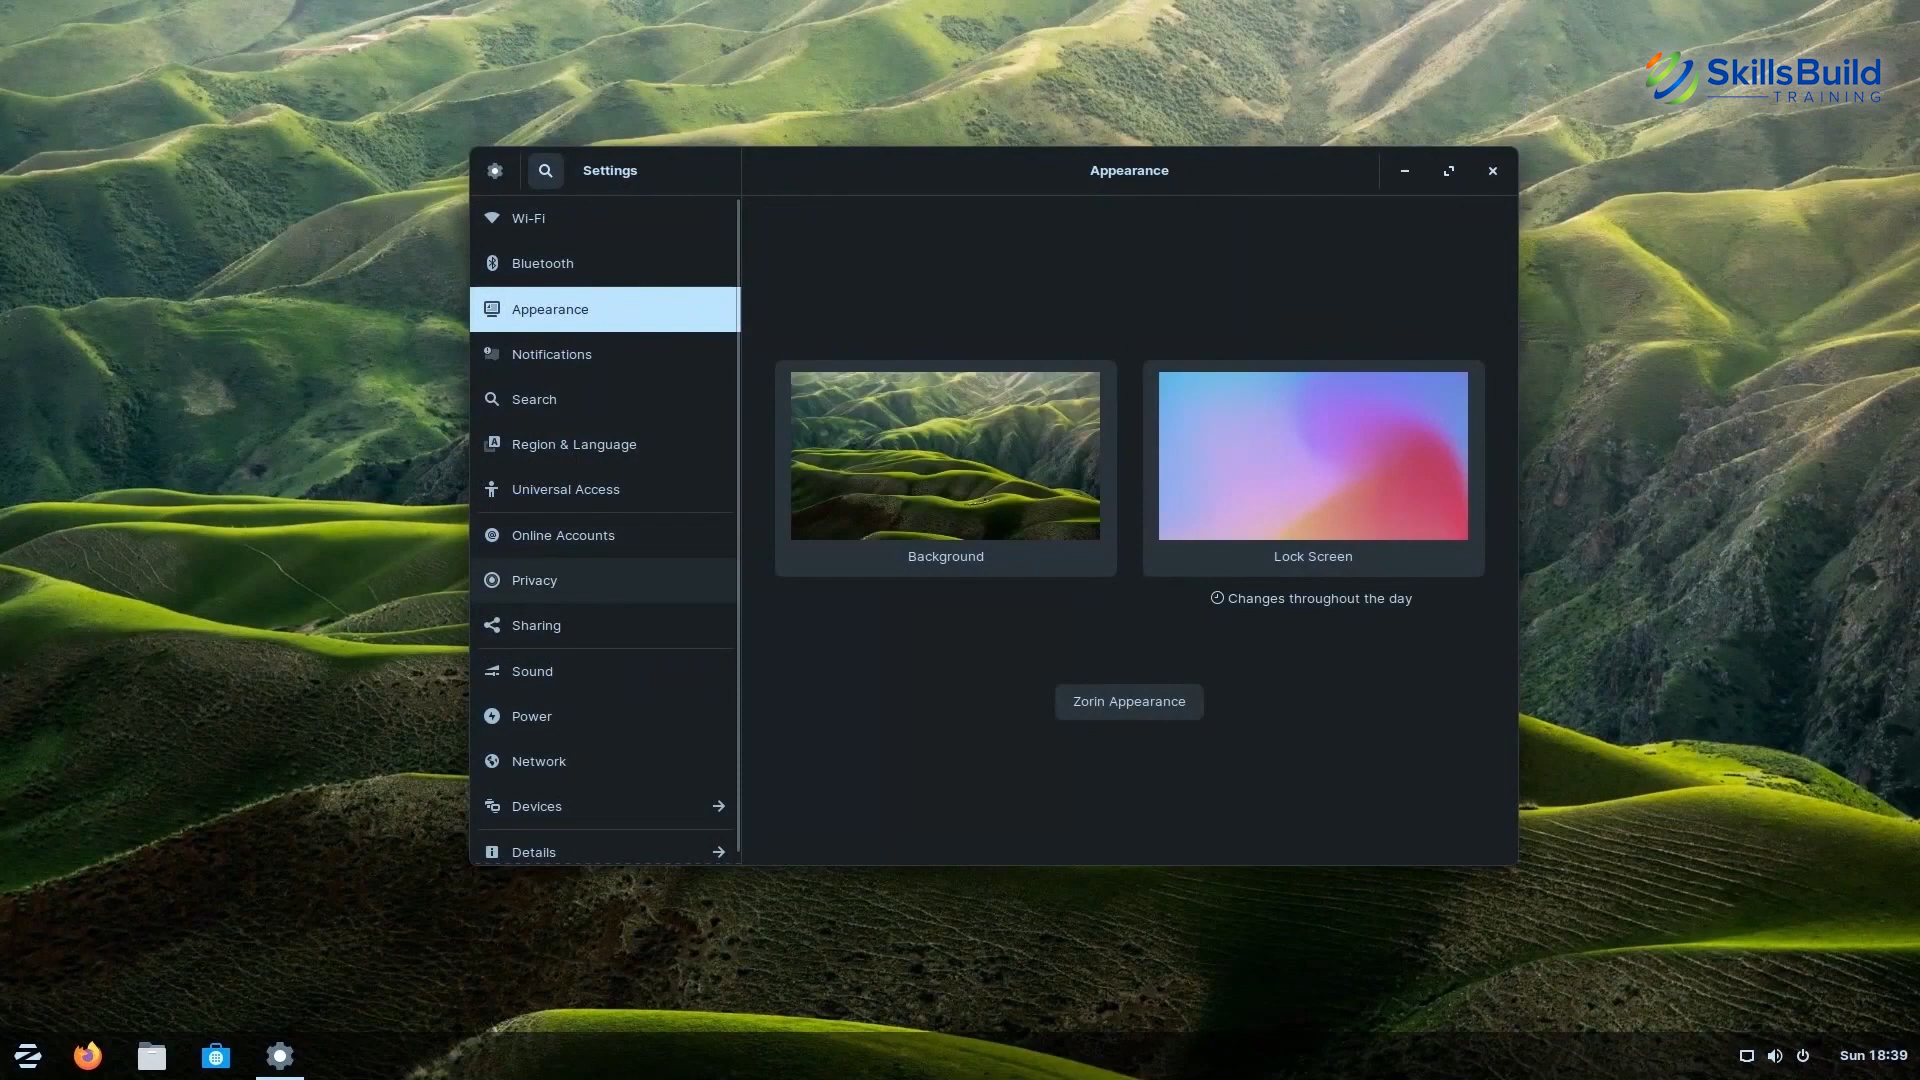 SkillsBuild
TRAINING
Settings
Appearance
Wi-Fi
Bluetooth
Appearance
Notifications
Search
Region & Language
Universal Access
Online Accounts
Privacy
Sharing
Sound
Power
Network
Devices
Details
Background
Lock Screen
Changes throughout the day
Zorin Appearance
Sun 18:39